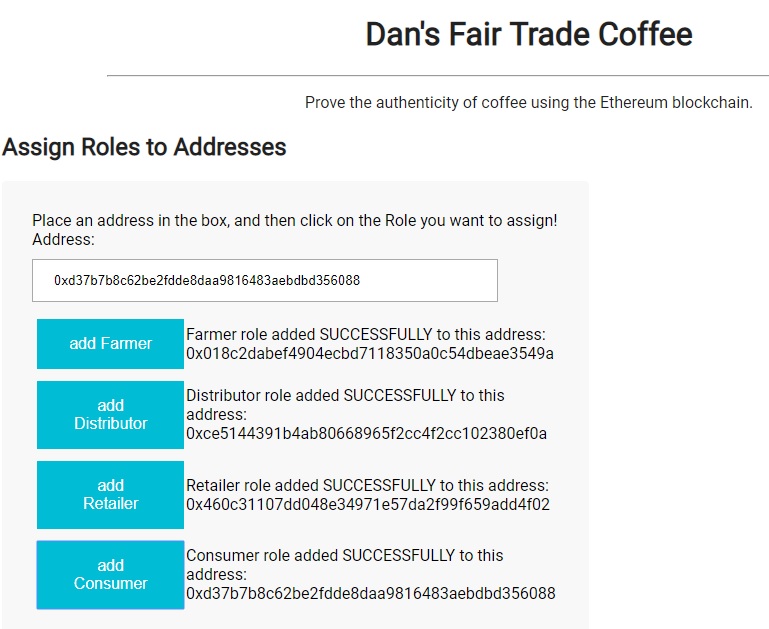 Dan's Fair Trade Coffee
Prove the authenticity of coffee using the Ethereum blockchain.
Assign Roles to Addresses
Place an address in the box, and then click on the Role you want to assign!
Address:
0xd37b7b8c62be2fdde8daa9816483aebdbd356088
add Farmer
Farmer role added SUCCESSFULLY to this address:
0x018c2dabef4904ecbd7118350a0c54dbeae3549a
add
Distributor
Distributor role added SUCCESSFULLY to this
address:
0xce5144391b4ab80668965f2cc4f2cc102380ef0a
add
Retailer
Retailer role added SUCCESSFULLY to this address:
0x460c31107dd048e34971e57da2f99f659add4f02
add
Consumer
Consumer role added SUCCESSFULLY to this
address:
0xd37b7b8c62be2fdde8daa9816483aebdbd356088